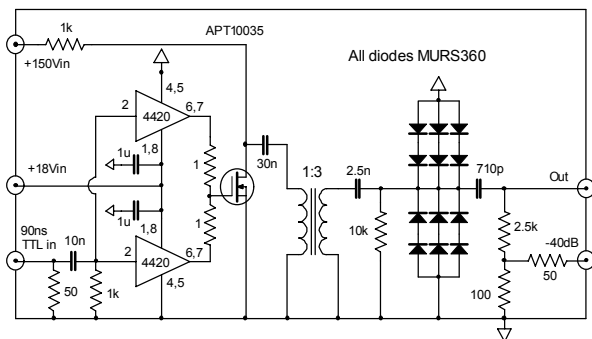 1k
APT10035
+150Vin
All diodes MURS360
4,5
2
4420
6,7
1u
1,8
1
30n
1:3
2.5n
710p
+18Vin
Out
1u
1,8
1
10k
2.5k
90ns
TTL in
10n
2
4420
6,7
-40dB
50
1k
4,5
100
50